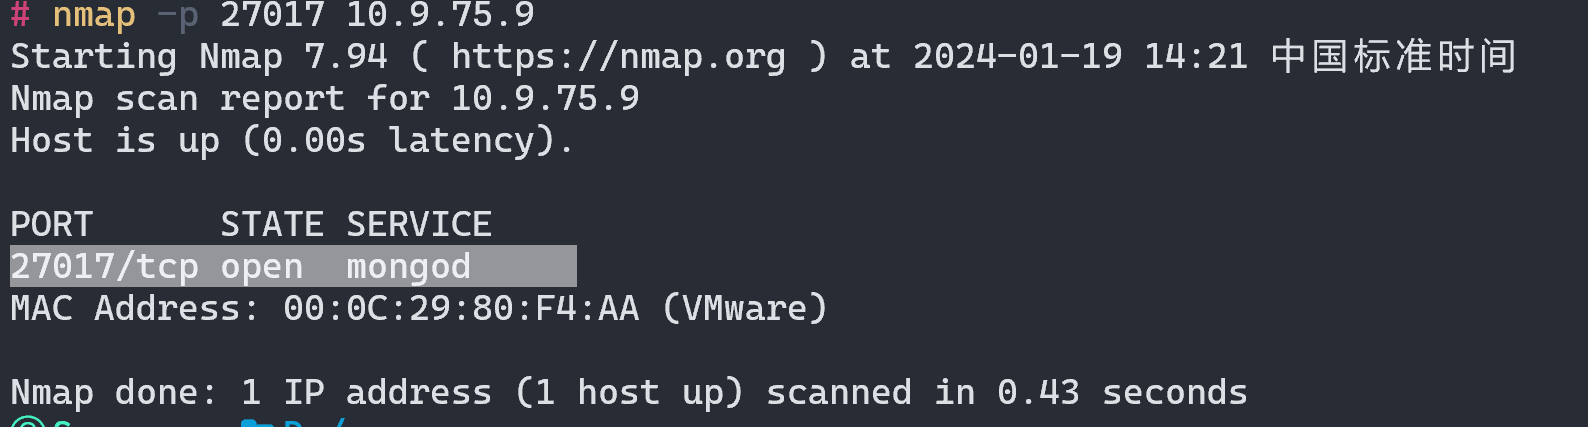 # nmap -p 27017 10.9.75.9
Starting Nmap 7.94 ( https://nmap.org ) at 2024-01-19 14:21 中国标准时间
Nmap scan report for 10.9.75.9
Host is up (0.00s latency).
PORT      STATE SERVICE
27017/tcp open  mongod
MAC Address: 00:0C:29:80:F4:AA (VMware)
Nmap done: 1 IP address (1 host up) scanned in 0.43 seconds